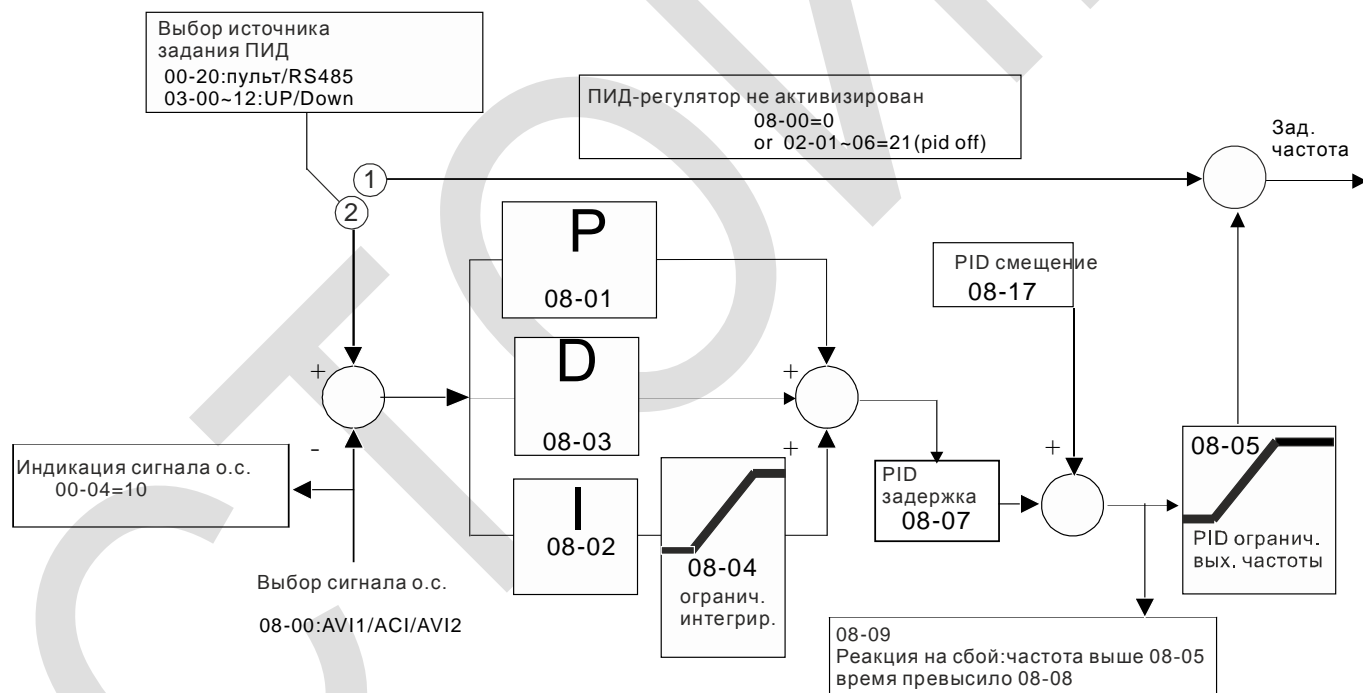 Выбор источника
задания ПИД
00-20:пульт/RS485
03-00~12:UP/Down
ПИД-регулятор не активизирован
08-00=0
or 02-01~06=21(pid off)
Зад.
частота
1
2
P
08-01
PID смещение
08-17
+
D
08-03
+
+
-
+
+
Индикация сигнала о.с.
00-04=10
I
08-02
08-04
огранич.
интегрир.
PID
задержка
08-07
08-05
PID огранич.
вых. частоты
Выбор сигнала о.с.
08-00:AVI1/ACI/AVI2
08-09
Реакция на сбой:частота выше 08-05
время превысило 08-08
СТОИ